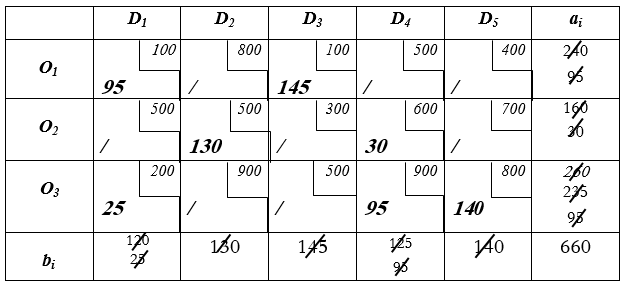 D1 D2 D3 D4 D5 ai
100 800 100 500 400 240
O1 95 / 145 / / 95
500 500 300 600 700 160
O2 / 130 / 30 / 30
200 900 500 900 800 260
O3 25 / / 95 140 235
95
120 130 145 125 140 660
bi 25 95